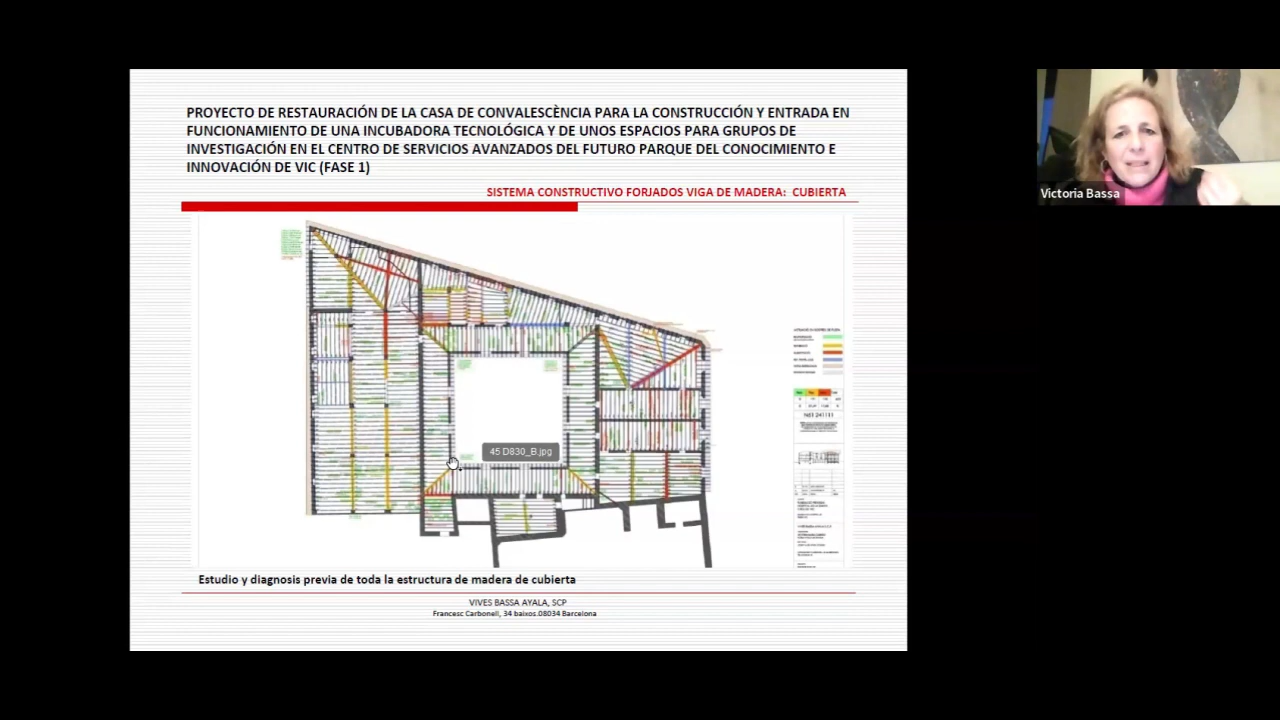 PROYECTO DE RESTAURACIÓN DE LA CASA DE CONVALESCÈNCIA PARA LA CONSTRUCCIÓN Y ENTRADA EN
FUNCIONAMIENTO DE UNA INCUBADORA TECNOLÓGICA Y DE UNOS ESPACIOS PARA GRUPOS DE
INVESTIGACIÓN EN EL CENTRO DE SERVICIOS AVANZADOS DEL FUTURO PARQUE DEL CONOCIMIENTO E
INNOVACIÓN DE VIC (FASE 1)
SISTEMA CONSTRUCTIVO FORJADOS VIGA DE MADERA: CUBIERTA
Victoria Bassa
45 D830_B.jpg
Estudio y diagnosis previa de toda la estructura de madera de cubierta
VIVES BASSA AYALA, SCP
Francesc Carbonell, 34 baixos.08034 Barcelona